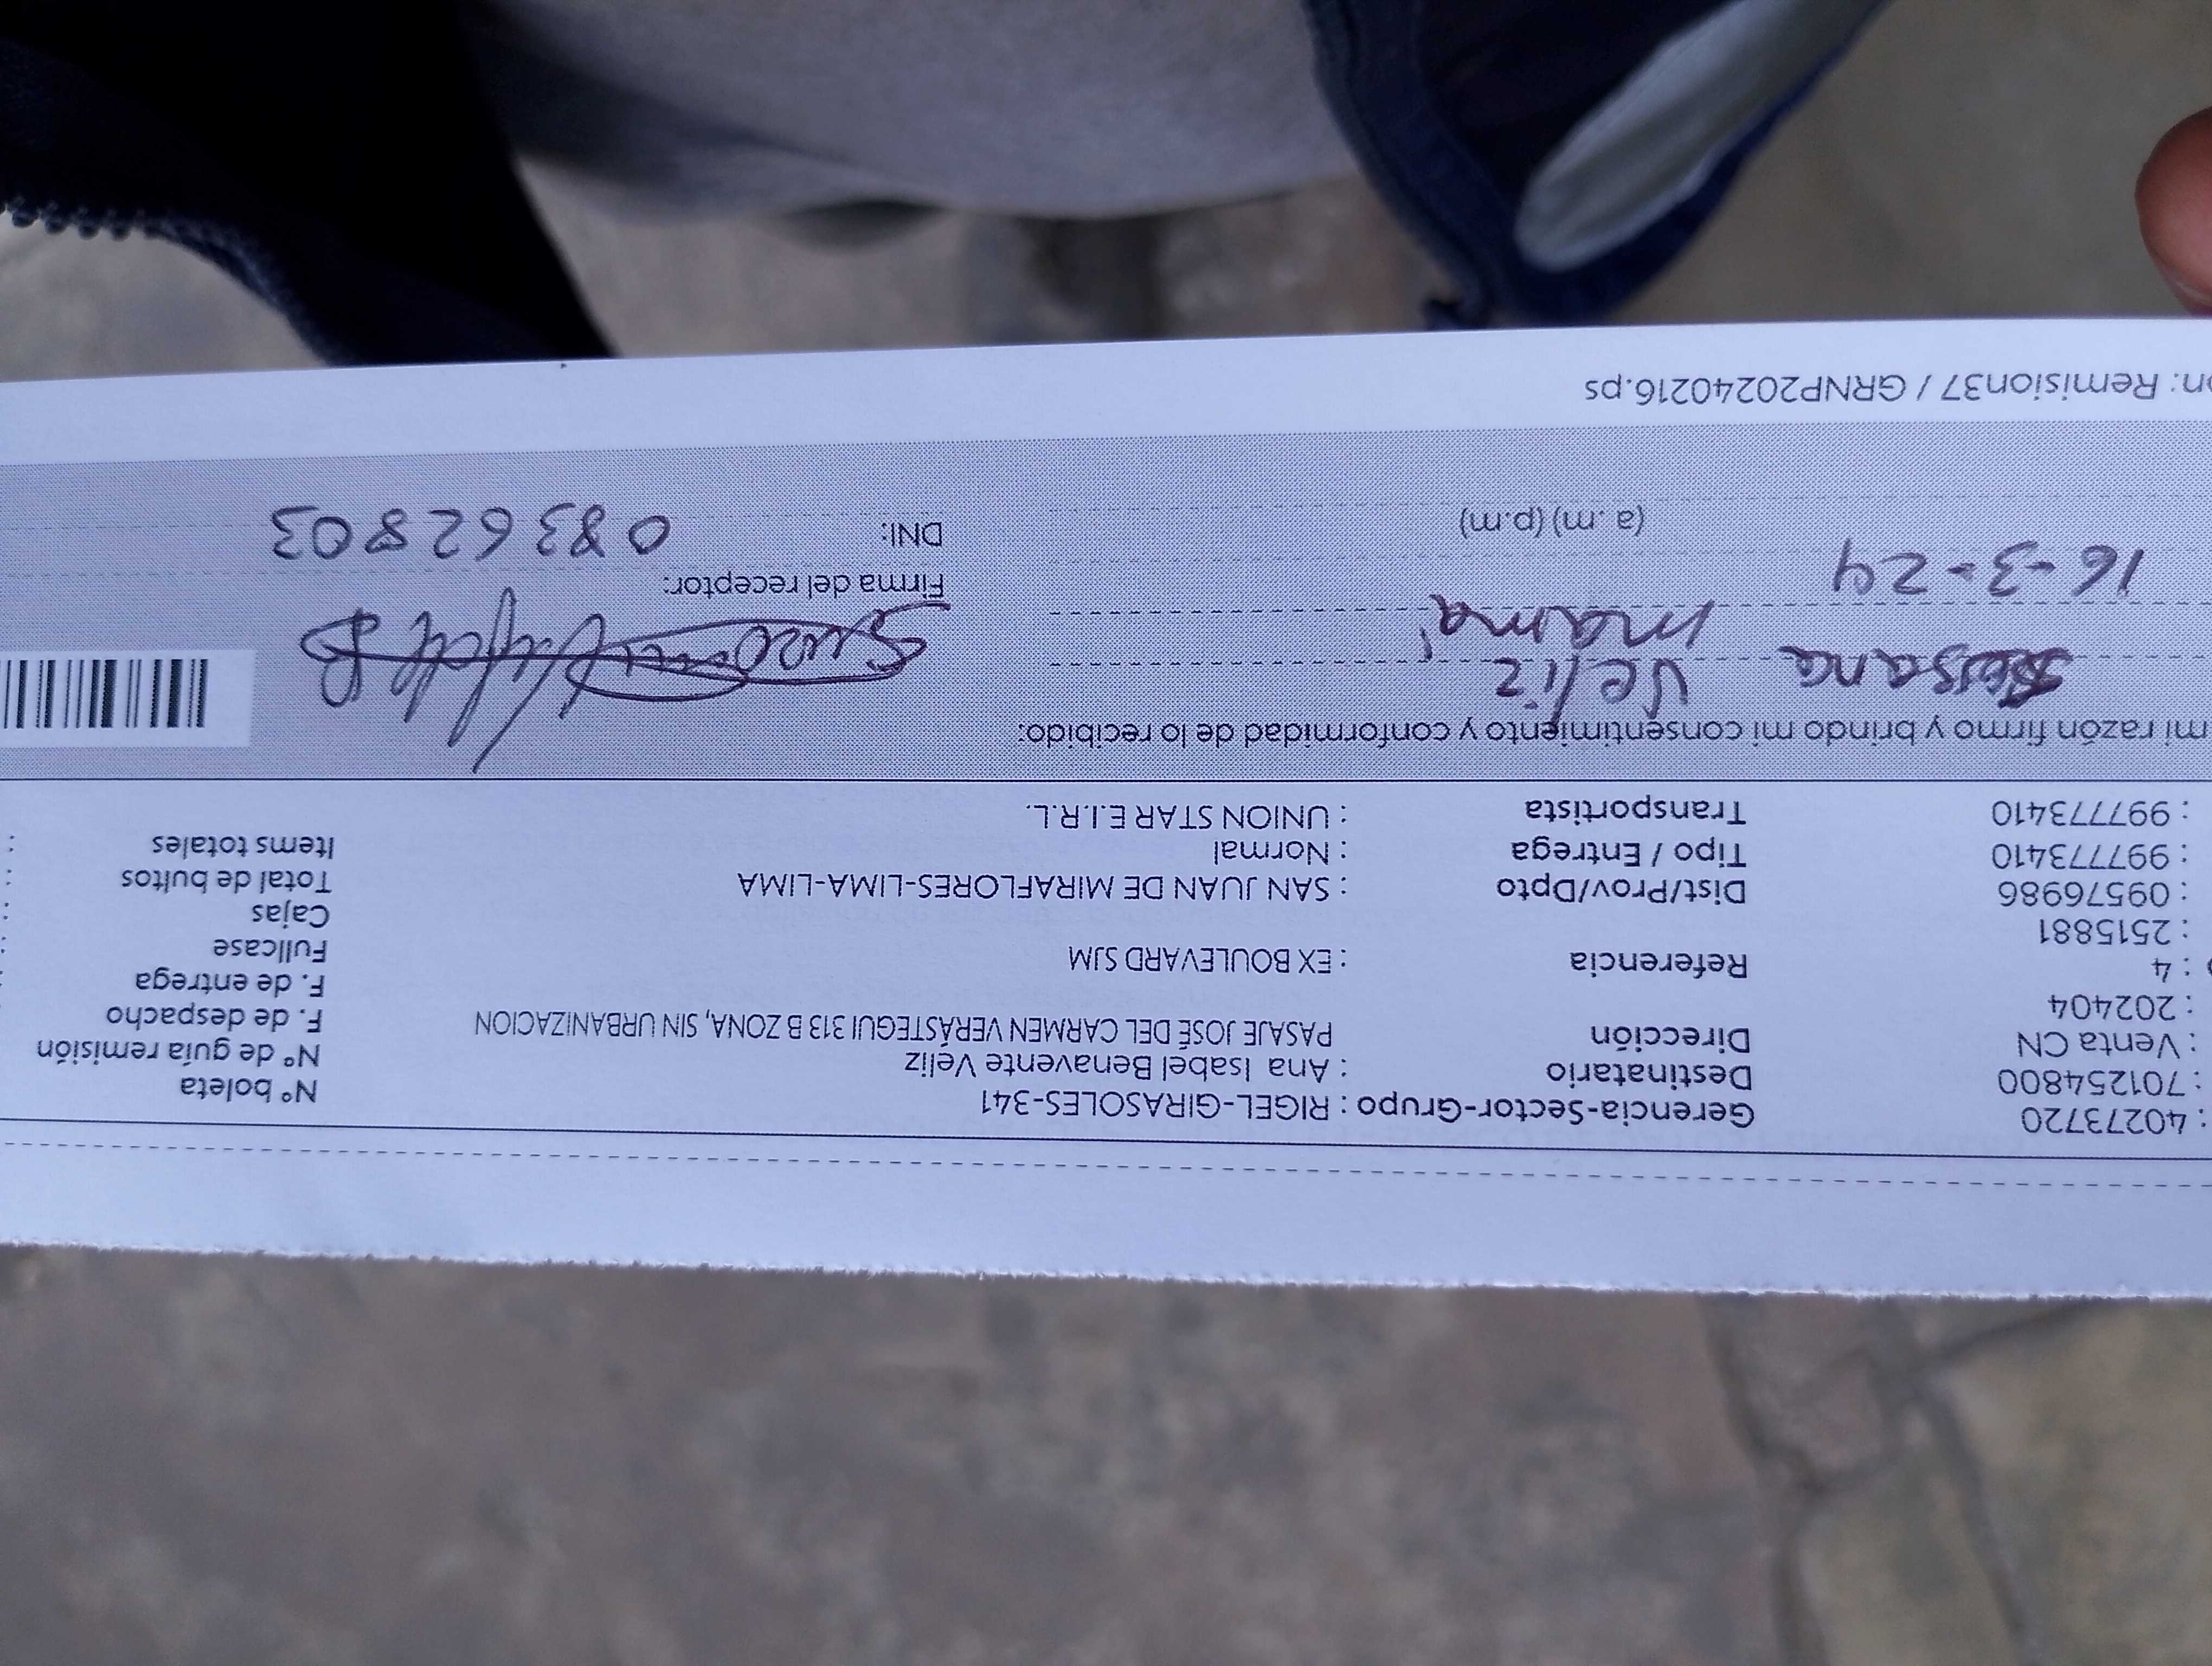 : 40273720 Gerencia-Sector-Grupo : RIGEL-GIRASOLES-341 N° boleta
: 701254800 Destinatario : Ana Isabel Benavente Veliz N° de guía remisión
: Venta CN Dirección PASAJE JOSÉ DEL CARMEN VERÁSTEGUI 313 B ZONA, SIN URBANIZACION F. de despacho
: 202404 F. de entrega
: 4 Referencia : EX BOULEVARD SJM Fullcase
: 2515881 Cajas
: 09576986 Dist/Prov/Dpto : SAN JUAN DE MIRAFLORES-LIMA-LIMA Total de bultos :
: 997773410 Tipo / Entrega : Normal Items totales :
: 997773410 Transportista : UNION STAR E.I.R.L.
mi razón firmo y brindo mi consentimiento y conformidad de lo recibido:
Veliz
mamá
16-3-24
Firma del receptor:
(a.m) (p.m) DNI: 08362803
n: Remision37 / GRNP20240216.ps